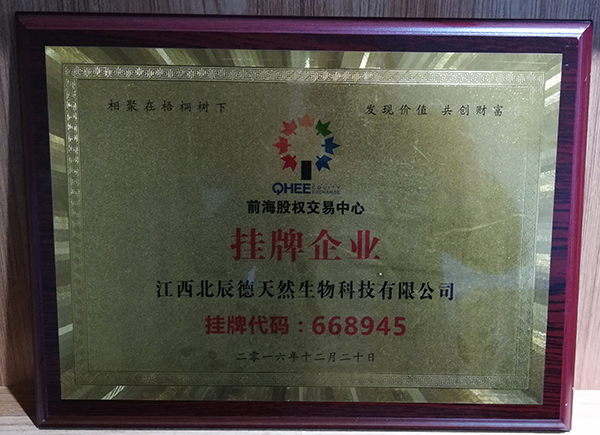 相聚在梧桐树下
发现价值 共创财富
QHEE EQUITY EXCHANGE
前海股权交易中心
挂牌企业
江西北辰德天然生物科技有限公司
挂牌代码：668945
二零一六年十二月二十日